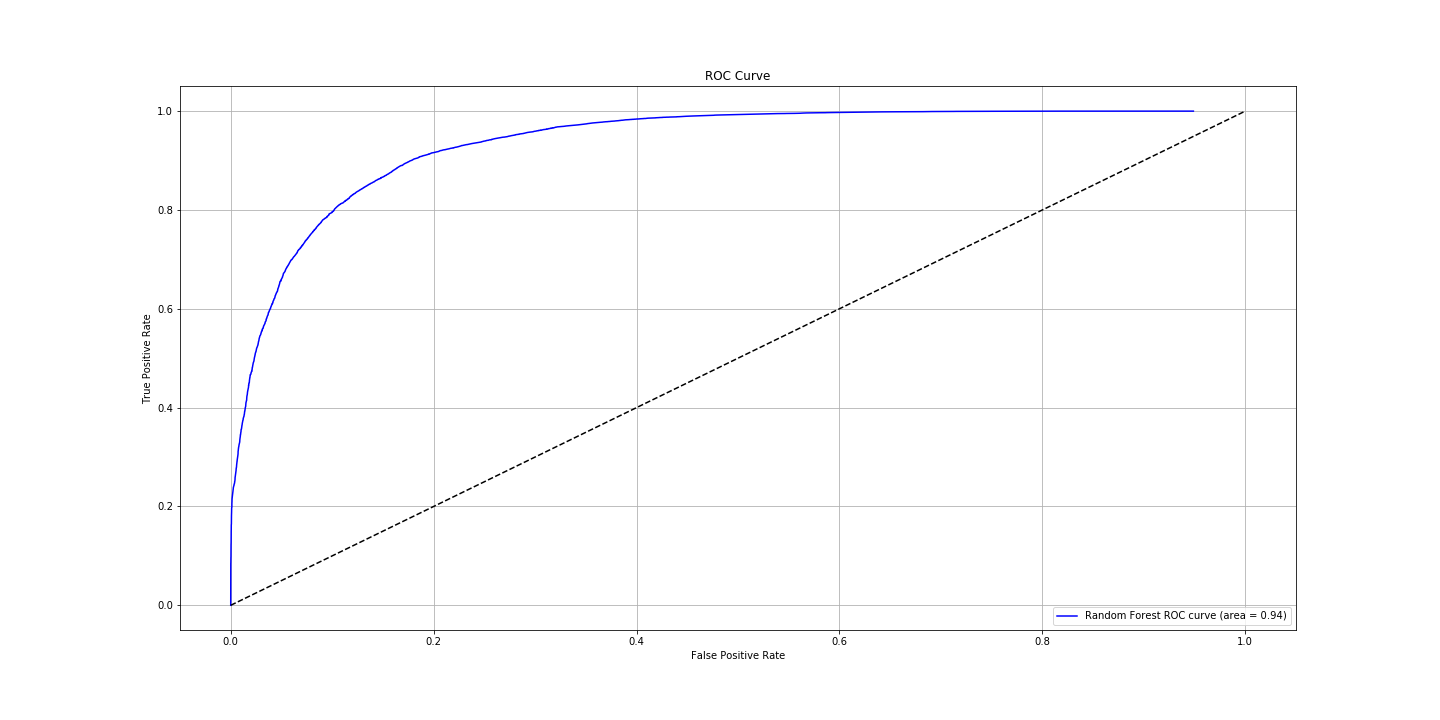 ROC Curve
1.0
0.8
0.6
0.4
0.2
0.0
True Positive Rate
Random Forest ROC curve (area = 0.94)
0.0 0.2 0.4 0.6 0.8 1.0
False Positive Rate